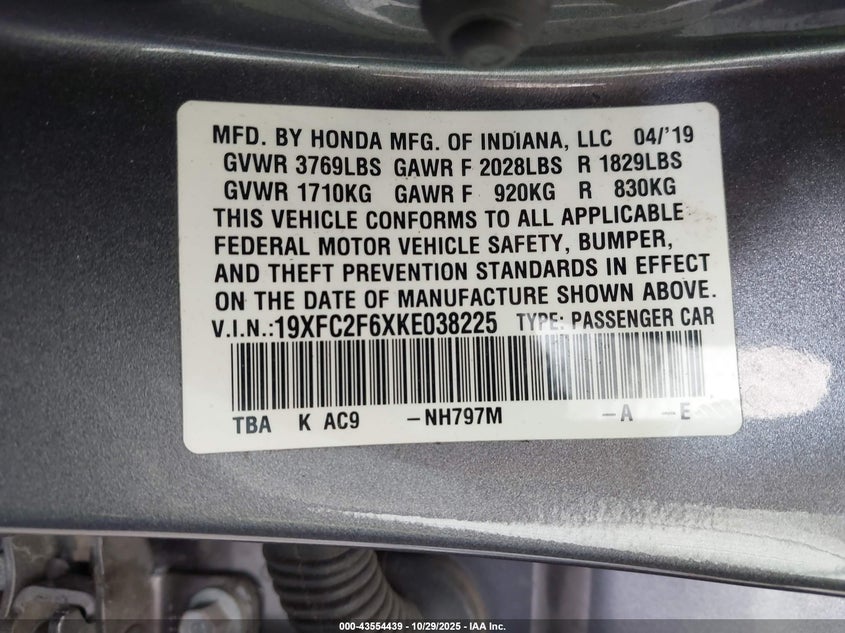 MFD. BY HONDA MFG. OF INDIANA, LLC 04/'19
GVWR 3769LBS GAWR F 2028LBS R 1829LBS
GVWR 1710KG GAWR F 920KG R 830KG
THIS VEHICLE CONFORMS TO ALL APPLICABLE
FEDERAL MOTOR VEHICLE SAFETY, BUMPER,
AND THEFT PREVENTION STANDARDS IN EFFECT
ON THE DATE OF MANUFACTURE SHOWN ABOVE.
V.I.N.:19XFC2F6XKE038225 TYPE: PASSENGER CAR
TBA K AC9 –NH797M –A –E
000-43554439 | 10/29/2025 | IAA Inc.